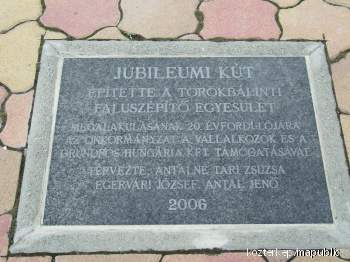 JUBILEUMI KÚT
ÉPÍTETTE A TÖRÖKBÁLINTI
FALUSZÉPÍTŐ EGYESÜLET
MEGALAKULÁSÁNAK 20. ÉVFORDULÓJÁRA
AZ ÖNKORMÁNYZAT A VÁLLALKOZÓK ÉS A
GRUNDFOS HUNGÁRIA KFT. TÁMOGATÁSÁVAL
TERVEZTE: ANTALNÉ TARI ZSUZSA
EGERVÁRI JÓZSEF, ANTAL JENŐ
2006
kozterkep.mapublic